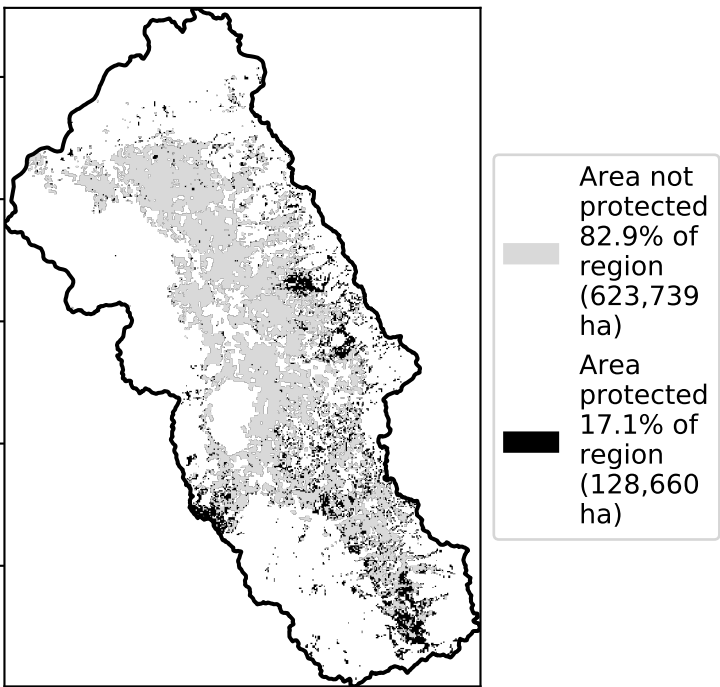 Area not
protected
82.9% of
region
(623,739
ha)
Area
protected
17.1% of
region
(128,660
ha)